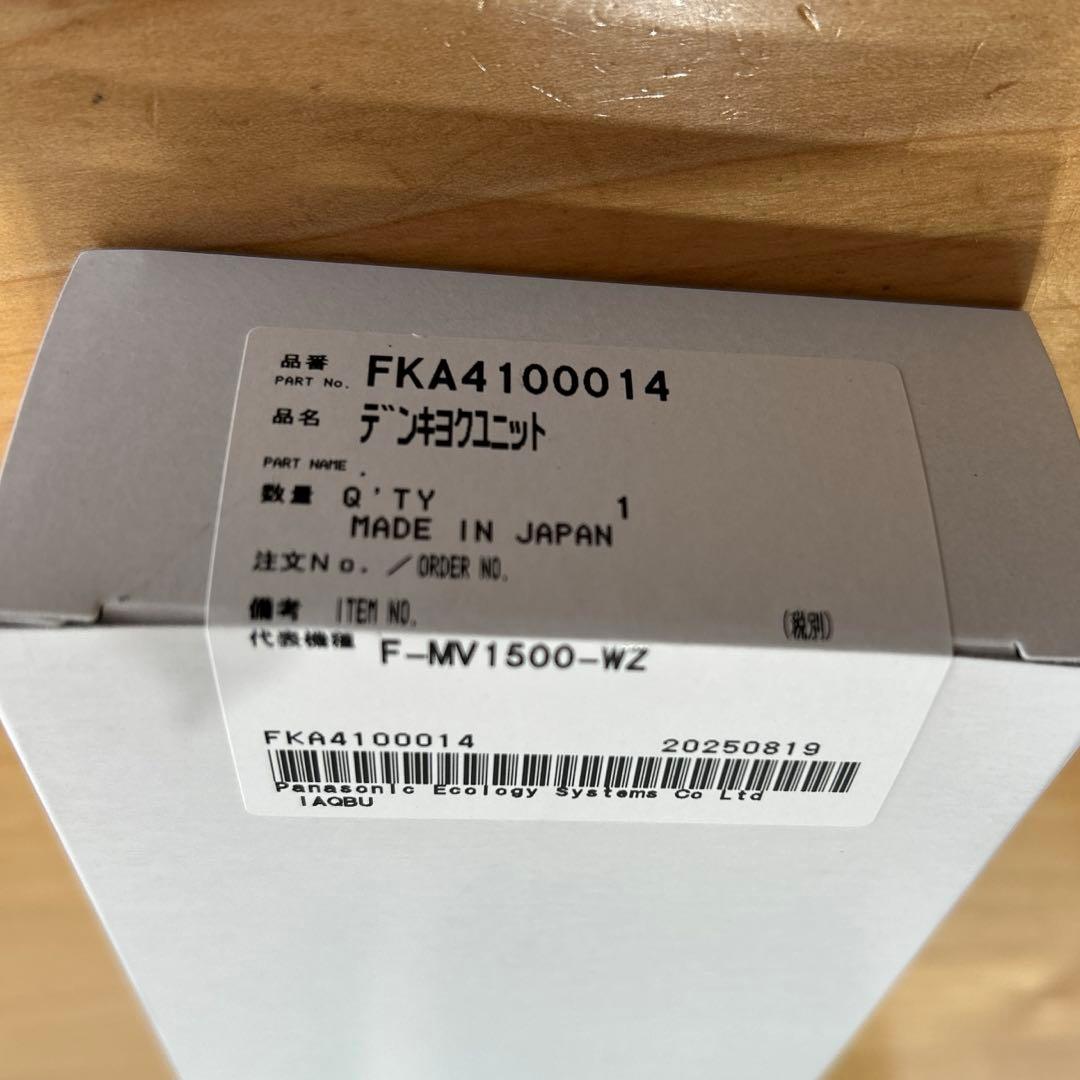 品番 PART No. FKA4100014
品名 デンキヨクユニット
PART NAME .
数量 Q'TY 1
MADE IN JAPAN
注文No./ORDER NO.
備考 ITEM NO. (税別)
代表機種 F-MV1500-WZ
FKA4100014 20250819
Panasonic Ecology Systems Co Ltd
IAQBU